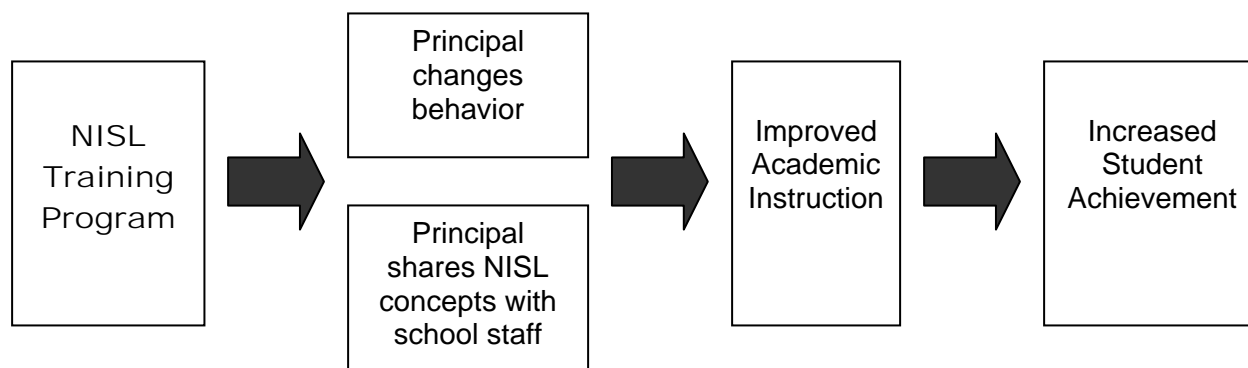 NISL
Training
Program
Principal
changes
behavior
Principal
shares NISL
concepts with
school staff
Improved
Academic
Instruction
Increased
Student
Achievement